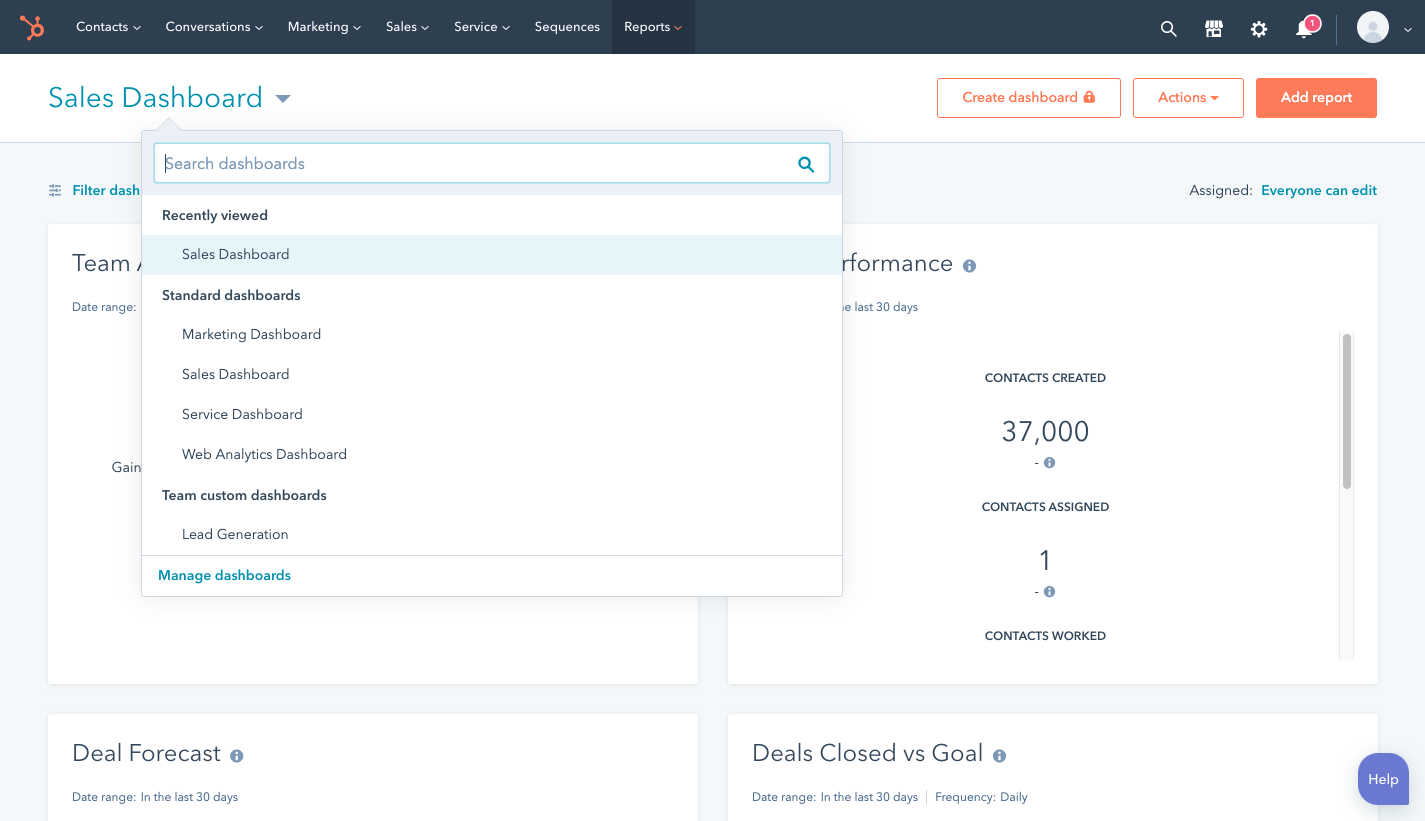 Contacts Conversations Marketing Sales Service Sequences Reports 1
Sales Dashboard
Create dashboard Actions Add report
Search dashboards
Filter dash
Assigned: Everyone can edit
Recently viewed
Sales Dashboard
Standard dashboards
Marketing Dashboard
Sales Dashboard
Service Dashboard
Web Analytics Dashboard
Team custom dashboards
Lead Generation
Manage dashboards
Team
Date range:
Gain
rformance
e last 30 days
CONTACTS CREATED
37,000
-
CONTACTS ASSIGNED
1
-
CONTACTS WORKED
Deal Forecast
Date range: In the last 30 days
Deals Closed vs Goal
Date range: In the last 30 days Frequency: Daily
Help